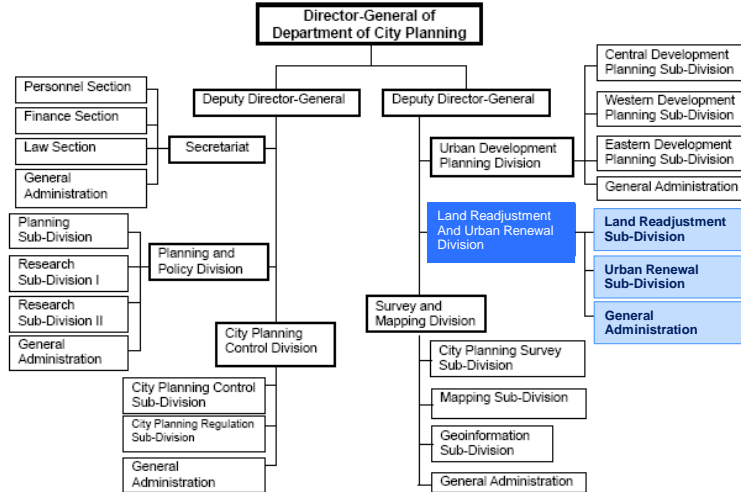 Director-General of
Department of City Planning
Deputy Director-General
Deputy Director-General
Personnel Section
Finance Section
Law Section
General
Administration
Secretariat
Planning
Sub-Division
Research
Sub-Division I
Research
Sub-Division II
General
Administration
Planning and
Policy Division
City Planning
Control Division
City Planning Control
Sub-Division
City Planning Regulation
Sub-Division
General
Administration
Urban Development
Planning Division
Central Development
Planning Sub-Division
Western Development
Planning Sub-Division
Eastern Development
Planning Sub-Division
General Administration
Land Readjustment
And Urban Renewal
Division
Land Readjustment
Sub-Division
Urban Renewal
Sub-Division
General
Administration
Survey and
Mapping Division
City Planning Survey
Sub-Division
Mapping Sub-Division
Geoinformation
Sub-Division
General Administration